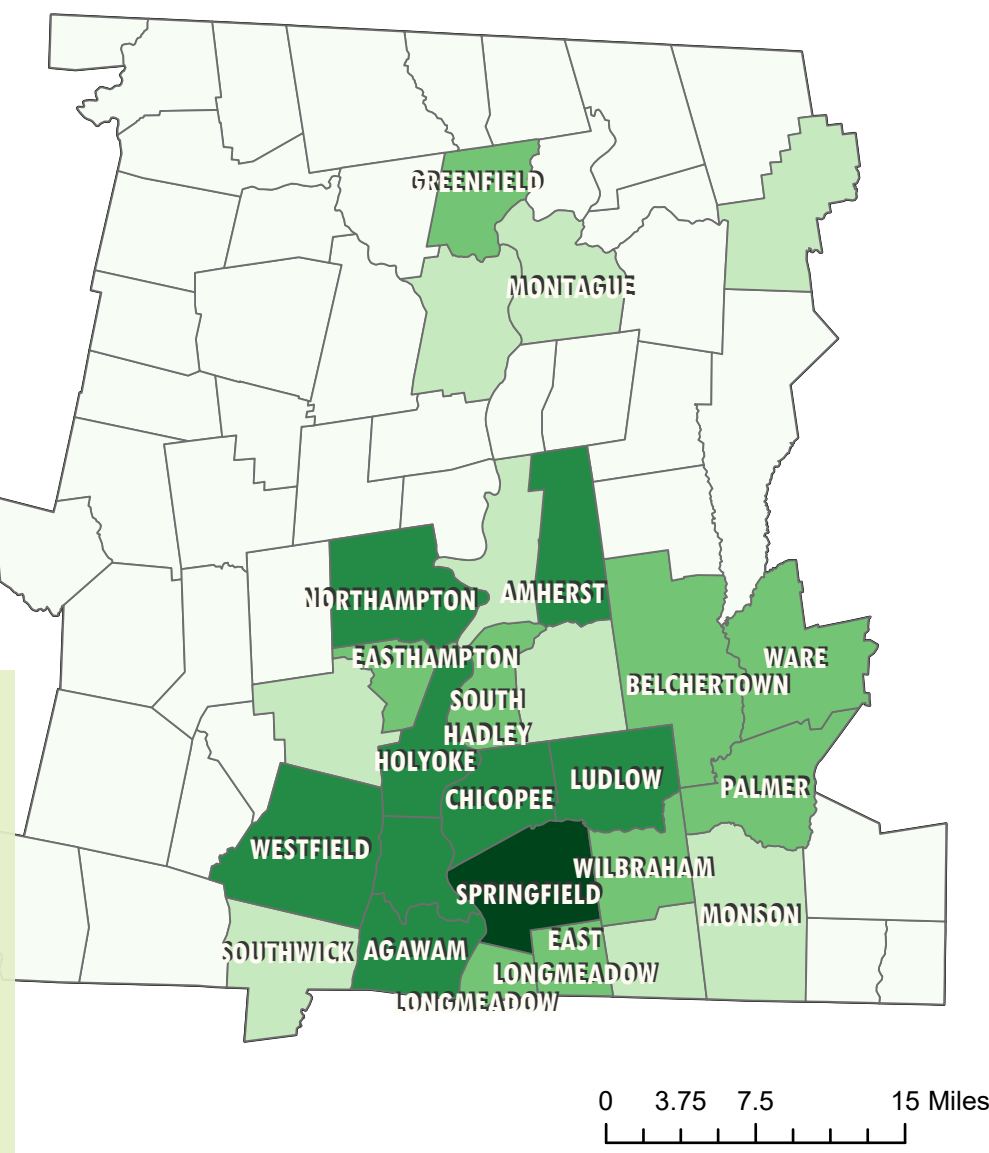 GREENFIELD
MONTAGUE
NORTHAMPTON
AMHERST
EASTHAMPTON
WARE
BELCHERTOWN
SOUTH
HADLEY
HOLYOKE
LUDLOW
CHICOPEE
PALMER
WESTFIELD
WILBRAHAM
SPRINGFIELD
MONSON
EAST
SOUTHWICK
AGAWAM
LONGMEADOW
LONGMEADOW
0 3.75 7.5 15 Miles